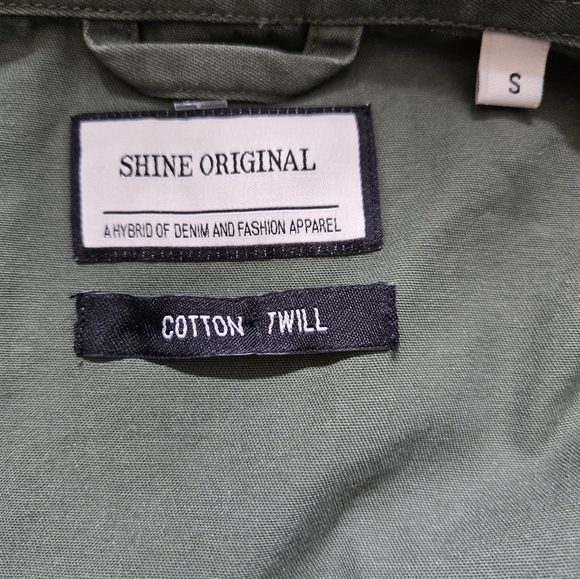 S
SHINE ORIGINAL
A HYBRID OF DENIM AND FASHION APPAREL
COTTON TWILL